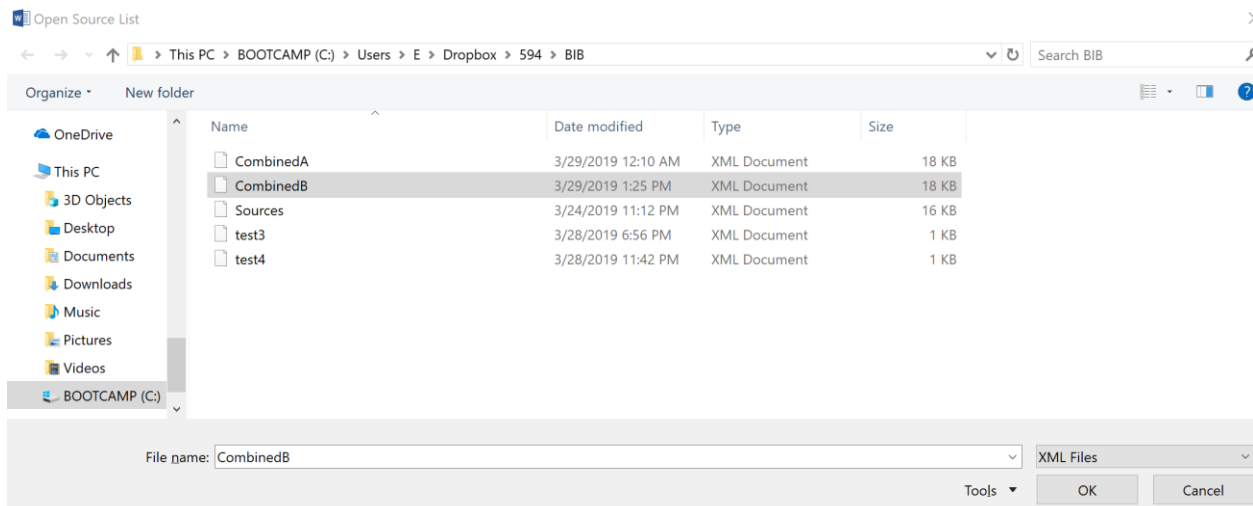 Open Source List
This PC > BOOTCAMP (C:) > Users > E > Dropbox > 594 > BIB
Search BIB
Organize
New folder
Name Date modified Type Size
OneDrive
This PC
3D Objects
Desktop
Documents
Downloads
Music
Pictures
Videos
BOOTCAMP (C:)
CombinedA 3/29/2019 12:10 AM XML Document 18 KB
CombinedB 3/29/2019 1:25 PM XML Document 18 KB
Sources 3/24/2019 11:12 PM XML Document 16 KB
test3 3/28/2019 6:56 PM XML Document 1 KB
test4 3/28/2019 11:42 PM XML Document 1 KB
File name: CombinedB
XML Files
Tools
OK
Cancel